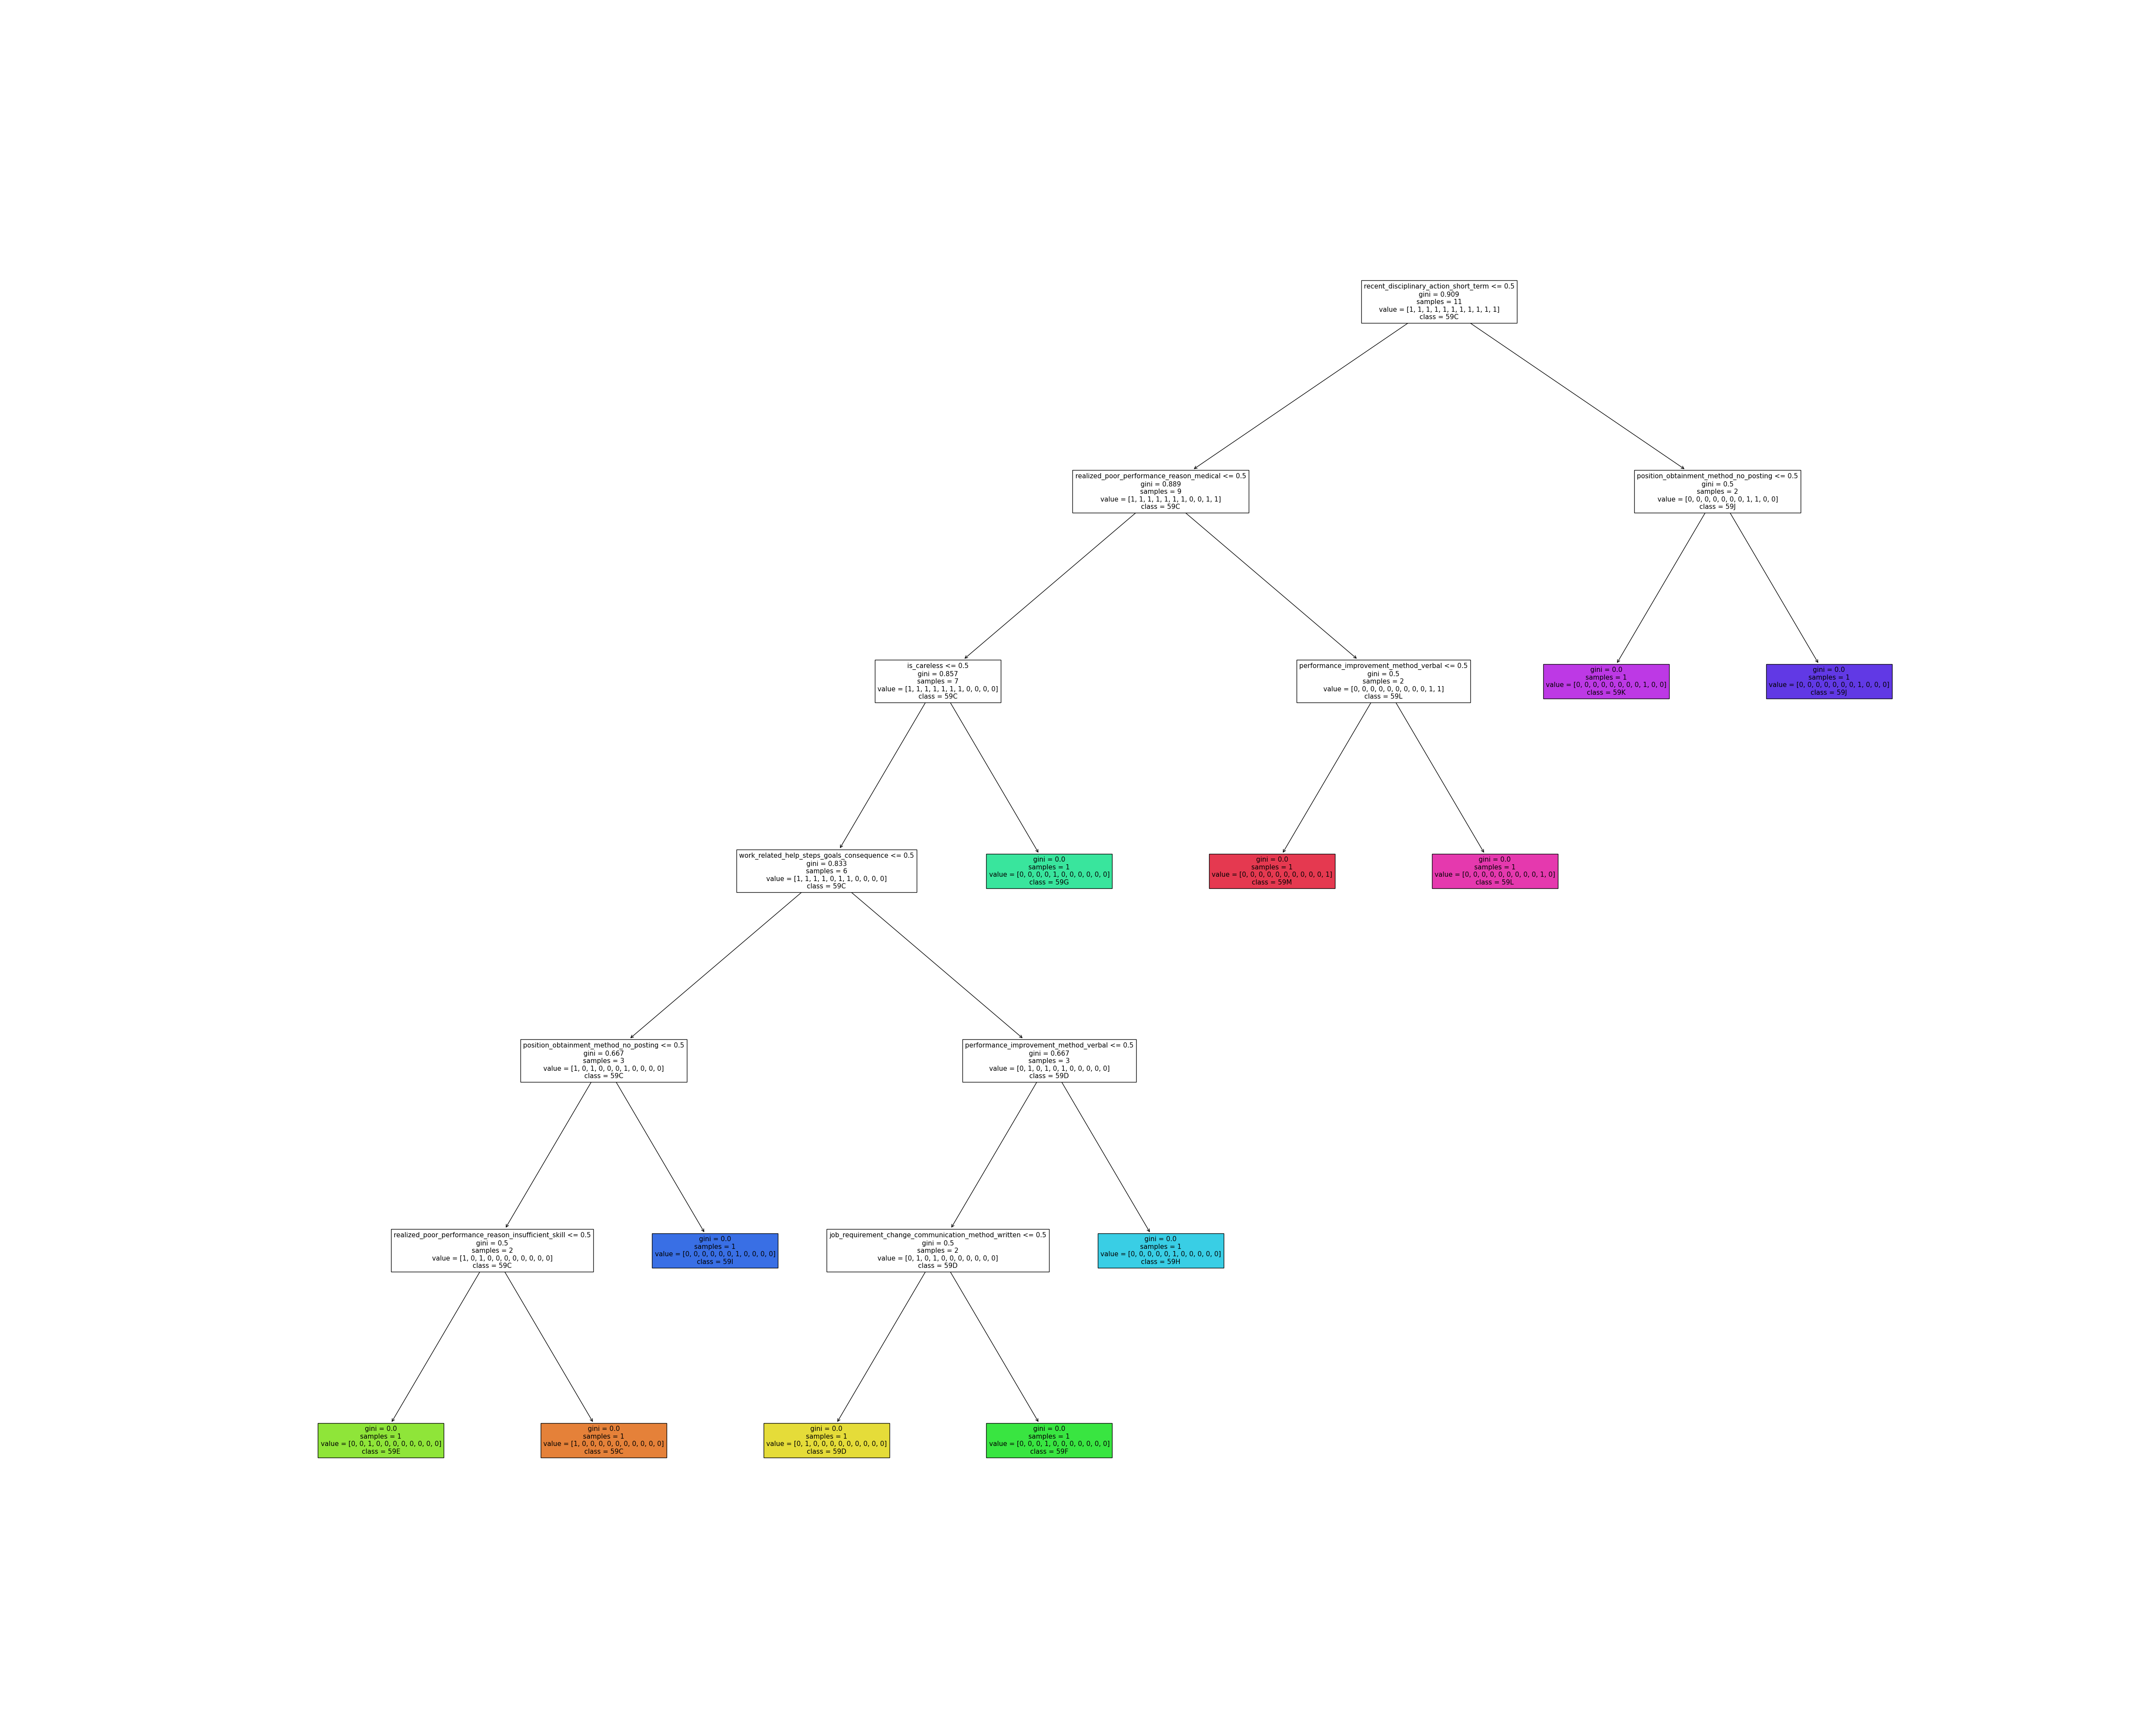 recent_disciplinary_action_short_term <= 0.5
gini = 0.909
samples = 11
value = [1, 1, 1, 1, 1, 1, 1, 1, 1, 1, 1]
class = 59C
realized_poor_performance_reason_medical <= 0.5
gini = 0.889
samples = 9
value = [1, 1, 1, 1, 1, 1, 1, 0, 0, 1, 1]
class = 59C
position_obtainment_method_no_posting <= 0.5
gini = 0.5
samples = 2
value = [0, 0, 0, 0, 0, 0, 0, 1, 1, 0, 0]
class = 59J
is_careless <= 0.5
gini = 0.857
samples = 7
value = [1, 1, 1, 1, 1, 1, 1, 0, 0, 0, 0]
class = 59C
performance_improvement_method_verbal <= 0.5
gini = 0.5
samples = 2
value = [0, 0, 0, 0, 0, 0, 0, 0, 0, 1, 1]
class = 59L
gini = 0.0
samples = 1
value = [0, 0, 0, 0, 0, 0, 0, 0, 1, 0, 0]
class = 59K
gini = 0.0
samples = 1
value = [0, 0, 0, 0, 0, 0, 0, 1, 0, 0, 0]
class = 59J
work_related_help_steps_goals_consequence <= 0.5
gini = 0.833
samples = 6
value = [1, 1, 1, 1, 0, 1, 1, 0, 0, 0, 0]
class = 59C
gini = 0.0
samples = 1
value = [0, 0, 0, 0, 1, 0, 0, 0, 0, 0, 0]
class = 59G
gini = 0.0
samples = 1
value = [0, 0, 0, 0, 0, 0, 0, 0, 0, 0, 1]
class = 59M
gini = 0.0
samples = 1
value = [0, 0, 0, 0, 0, 0, 0, 0, 0, 1, 0]
class = 59L
position_obtainment_method_no_posting <= 0.5
gini = 0.667
samples = 3
value = [1, 0, 1, 0, 0, 0, 1, 0, 0, 0, 0]
class = 59C
performance_improvement_method_verbal <= 0.5
gini = 0.667
samples = 3
value = [0, 1, 0, 1, 0, 1, 0, 0, 0, 0, 0]
class = 59D
realized_poor_performance_reason_insufficient_skill <= 0.5
gini = 0.5
samples = 2
value = [1, 0, 1, 0, 0, 0, 0, 0, 0, 0, 0]
class = 59C
gini = 0.0
samples = 1
value = [0, 0, 0, 0, 0, 0, 1, 0, 0, 0, 0]
class = 59I
job_requirement_change_communication_method_written <= 0.5
gini = 0.5
samples = 2
value = [0, 1, 0, 1, 0, 0, 0, 0, 0, 0, 0]
class = 59D
gini = 0.0
samples = 1
value = [0, 0, 0, 0, 0, 1, 0, 0, 0, 0, 0]
class = 59H
gini = 0.0
samples = 1
value = [0, 0, 1, 0, 0, 0, 0, 0, 0, 0, 0]
class = 59E
gini = 0.0
samples = 1
value = [1, 0, 0, 0, 0, 0, 0, 0, 0, 0, 0]
class = 59C
gini = 0.0
samples = 1
value = [0, 1, 0, 0, 0, 0, 0, 0, 0, 0, 0]
class = 59D
gini = 0.0
samples = 1
value = [0, 0, 0, 1, 0, 0, 0, 0, 0, 0, 0]
class = 59F